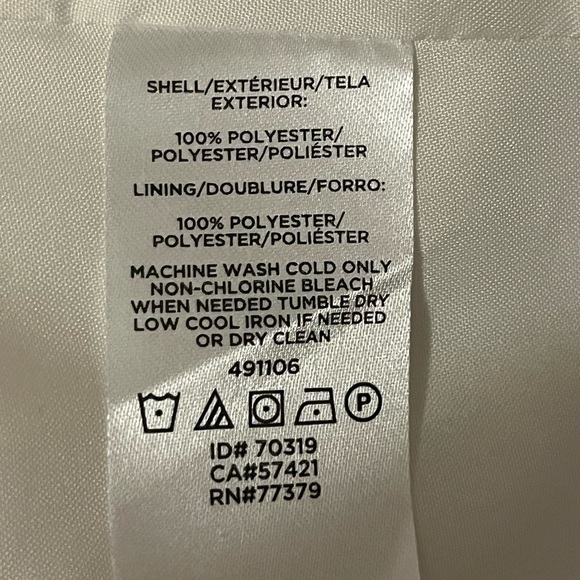 SHELL/EXTÉRIEUR/TELA
EXTERIOR:
100% POLYESTER/
POLYESTER/POLIÉSTER
LINING/DOUBLURE/FORRO:
100% POLYESTER/
POLYESTER/POLIÉSTER
MACHINE WASH COLD ONLY
NON-CHLORINE BLEACH
WHEN NEEDED TUMBLE DRY
LOW COOL IRON IF NEEDED
OR DRY CLEAN
491106
P
ID# 70319
CA#57421
RN#77379